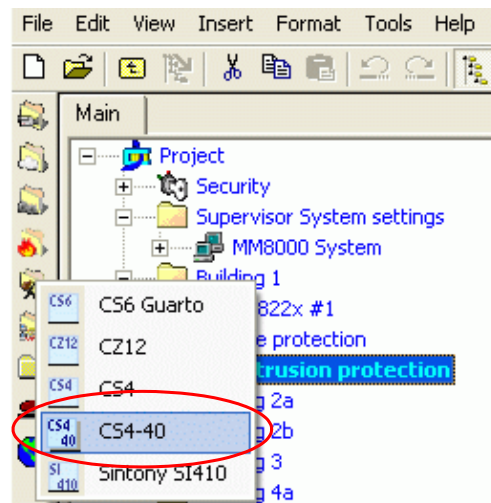 File Edit View Insert Format Tools Help
Main
Project
Security
Supervisor System settings
MM8000 System
Building 1
CS6 CS6 Guarto 822x #1
CZ12 CZ12 e protection
CS4 CS4 trusion protection
g 2a
CS4 40 CS4-40 g 2b
SI 410 Sintony SI410 g 3
g 4a